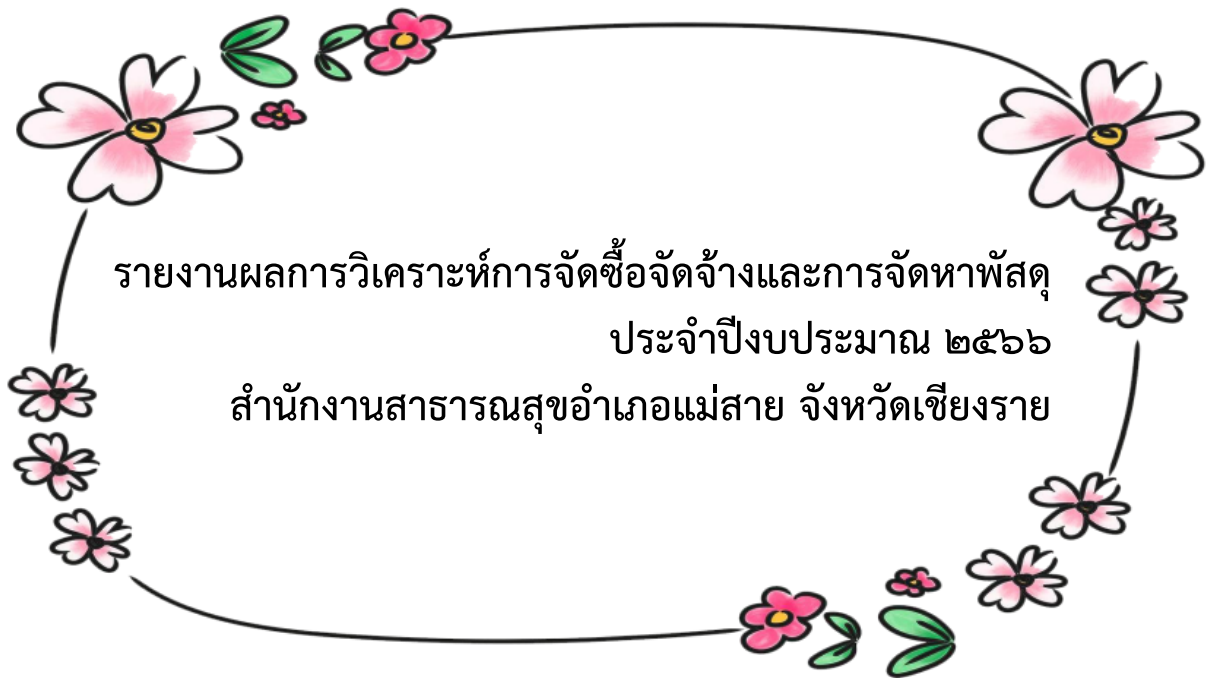 รายงานผลการวิเคราะห์การจัดซื้อจัดจ้างและการจัดหาพัสดุ
ประจำปีงบประมาณ ๒๕๖๖
สำนักงานสาธารณสุขอำเภอแม่สาย จังหวัดเชียงราย